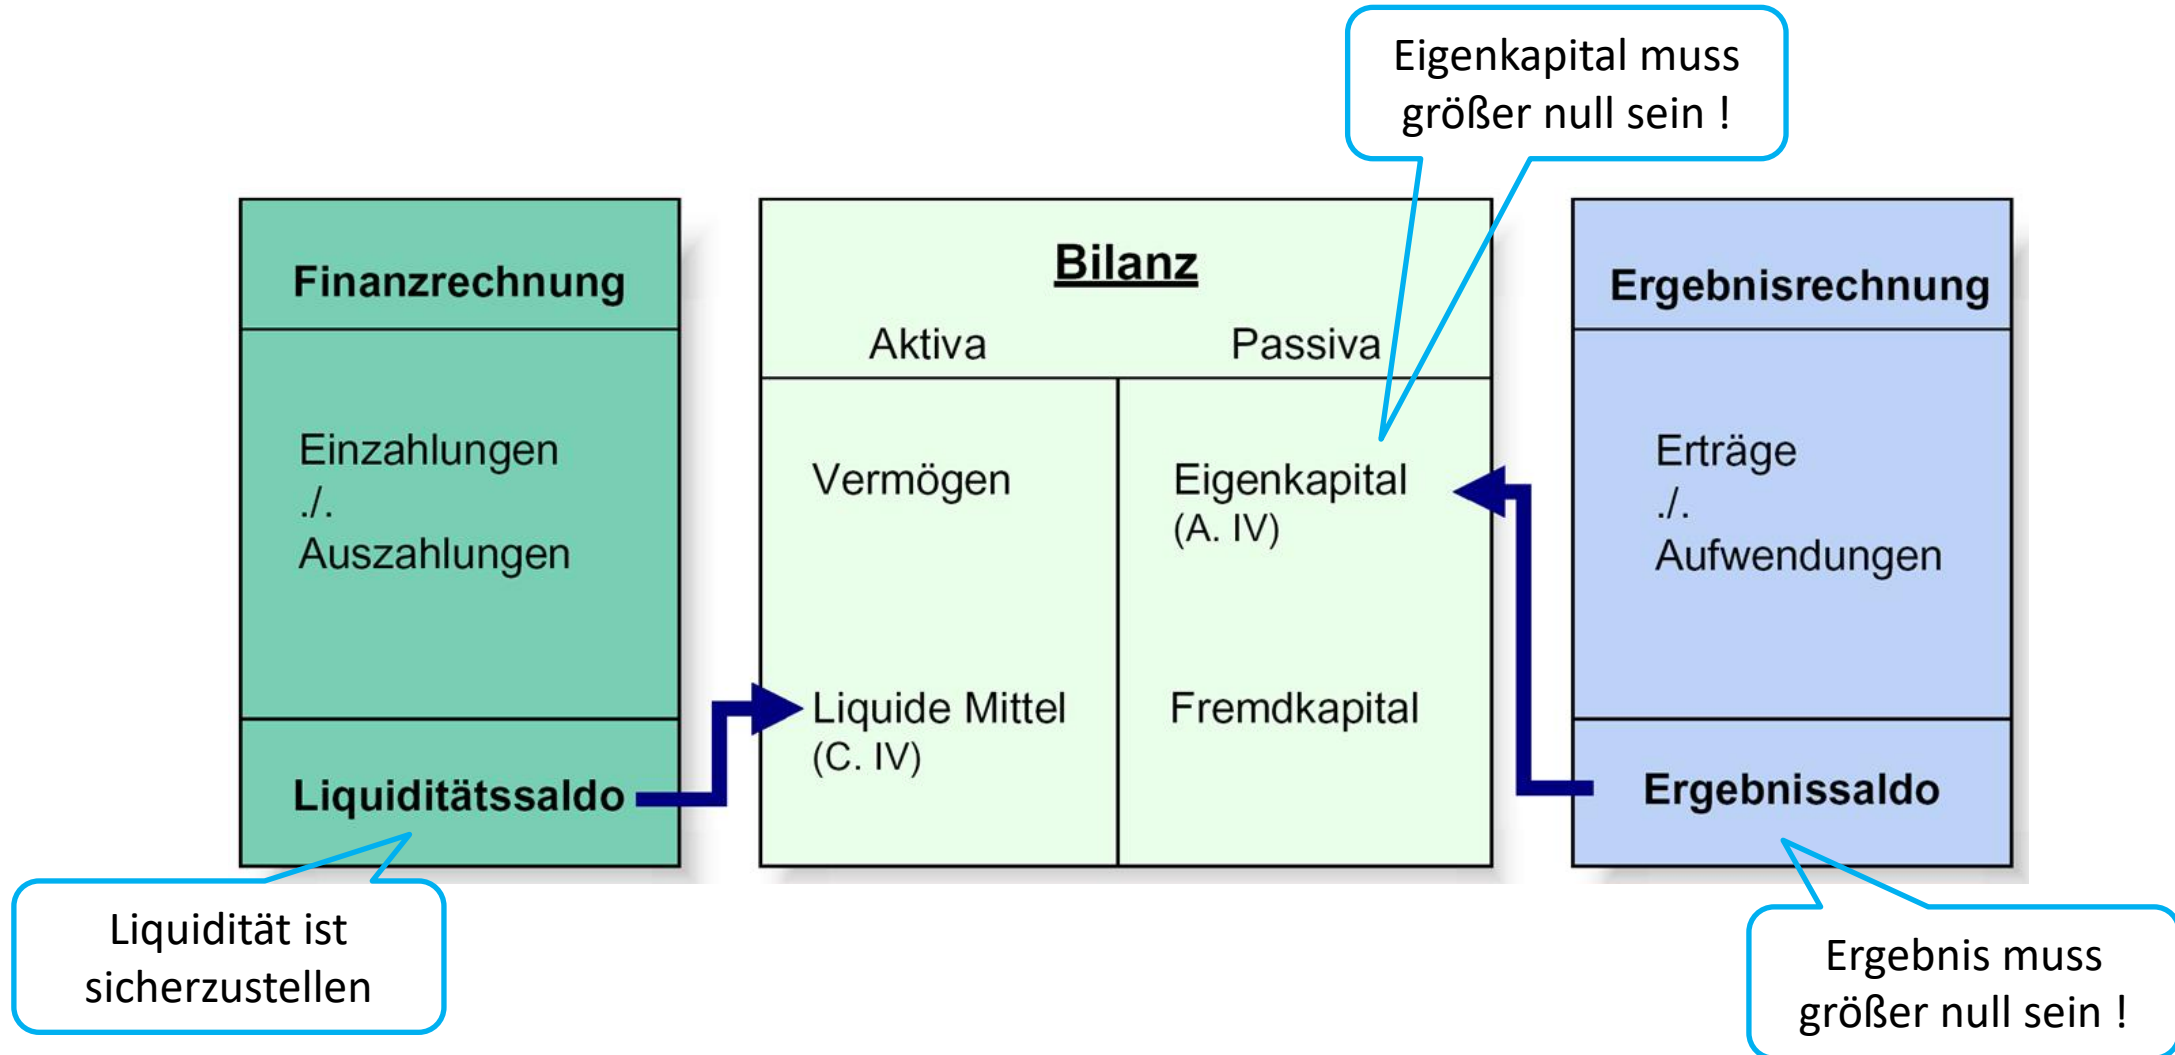 Eigenkapital muss
größer null sein !
Finanzrechnung
Einzahlungen
./.
Auszahlungen
Liquiditätssaldo
Bilanz
Aktiva
Passiva
Vermögen
Eigenkapital
(A. IV)
Liquide Mittel
(C. IV)
Fremdkapital
Ergebnisrechnung
Erträge
./.
Aufwendungen
Ergebnissaldo
Liquidität ist
sicherzustellen
Ergebnis muss
größer null sein !